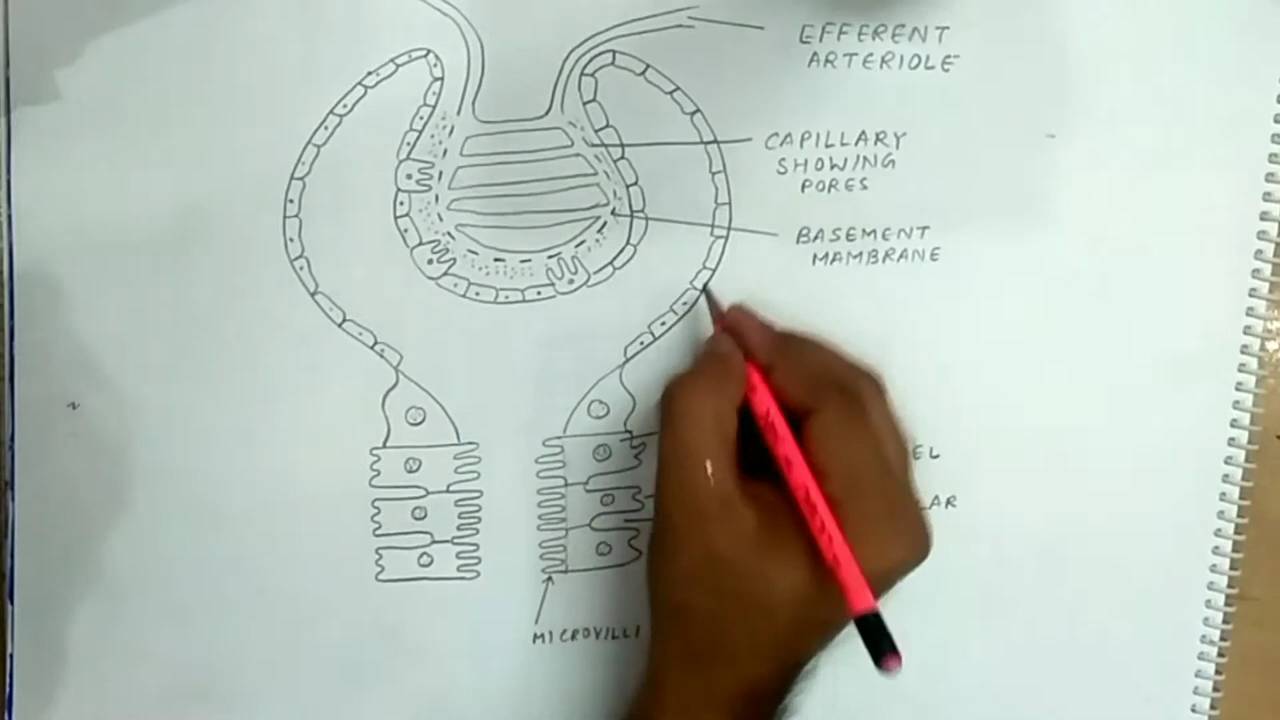 EFFERENT
ARTERIOLE
CAPILLARY
SHOWING
PORES
BASEMENT
MAMBRANE
MICROVILLI